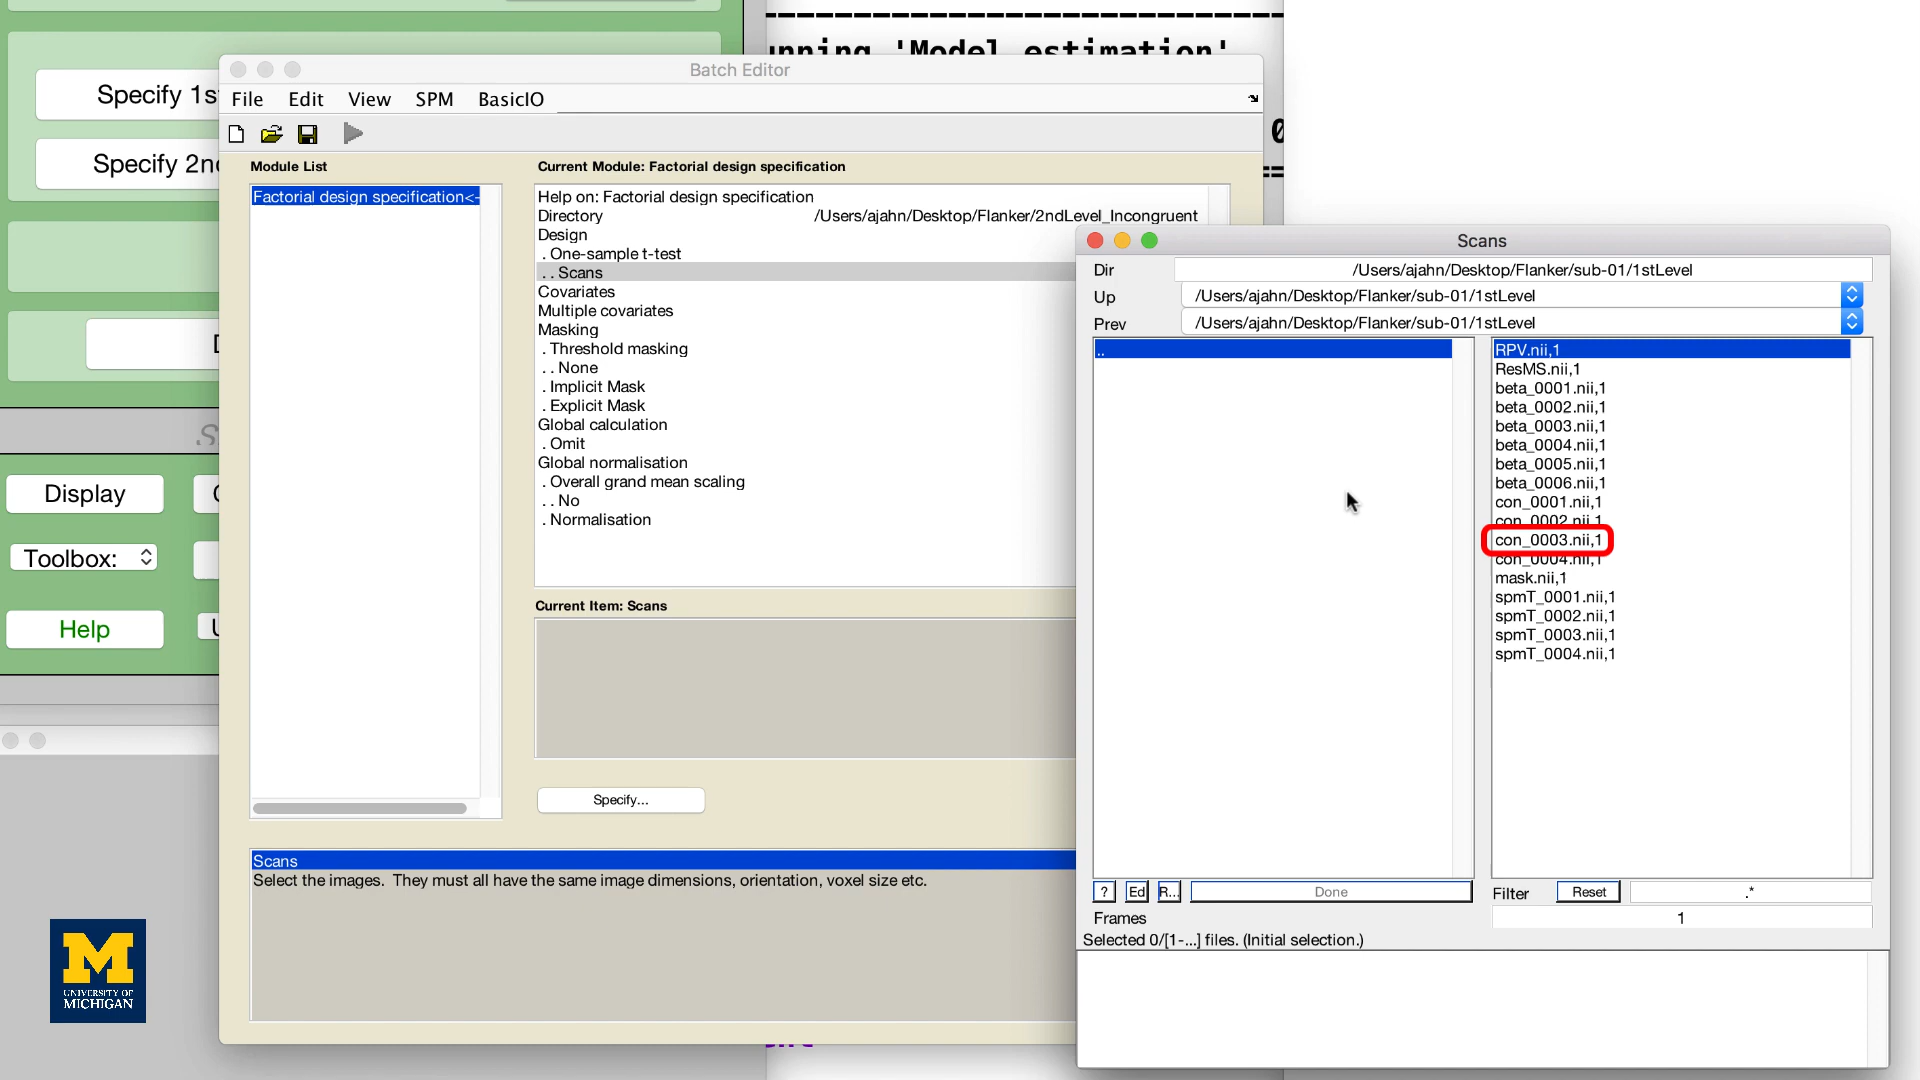 unning 'Model estimation'
Batch Editor
File Edit View SPM BasicIO
Specify 1s
Specify 2n
Module List
Factorial design specification<-
Current Module: Factorial design specification
Help on: Factorial design specification
Directory /Users/ajahn/Desktop/Flanker/2ndLevel_Incongruent
Design
. One-sample t-test
. . Scans
Covariates
Multiple covariates
Masking
. Threshold masking
. . None
. Implicit Mask
. Explicit Mask
Global calculation
. Omit
Global normalisation
. Overall grand mean scaling
. . No
. Normalisation
Current Item: Scans
Specify...
Scans
Select the images.  They must all have the same image dimensions, orientation, voxel size etc.
Display
Toolbox:
Help
M
UNIVERSITY OF
MICHIGAN
Scans
Dir /Users/ajahn/Desktop/Flanker/sub-01/1stLevel
Up /Users/ajahn/Desktop/Flanker/sub-01/1stLevel
Prev /Users/ajahn/Desktop/Flanker/sub-01/1stLevel
..
RPV.nii,1
ResMS.nii,1
beta_0001.nii,1
beta_0002.nii,1
beta_0003.nii,1
beta_0004.nii,1
beta_0005.nii,1
beta_0006.nii,1
con_0001.nii,1
con_0002.nii,1
con_0003.nii,1
con_0004.nii,1
mask.nii,1
spmT_0001.nii,1
spmT_0002.nii,1
spmT_0003.nii,1
spmT_0004.nii,1
? Ed R... Done
Filter Reset .*
Frames 1
Selected 0/[1-...] files. (Initial selection.)